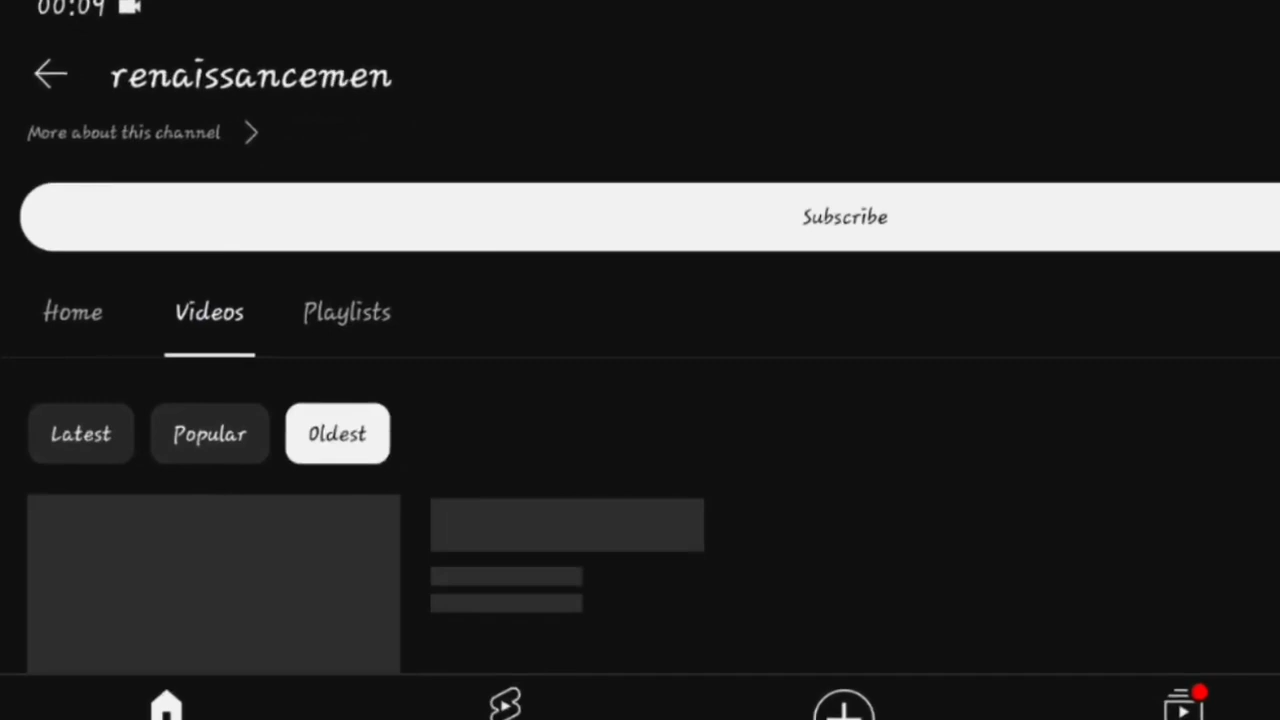 00:09
renaissancemen
More about this channel
Subscribe
Home Videos Playlists
Latest Popular Oldest